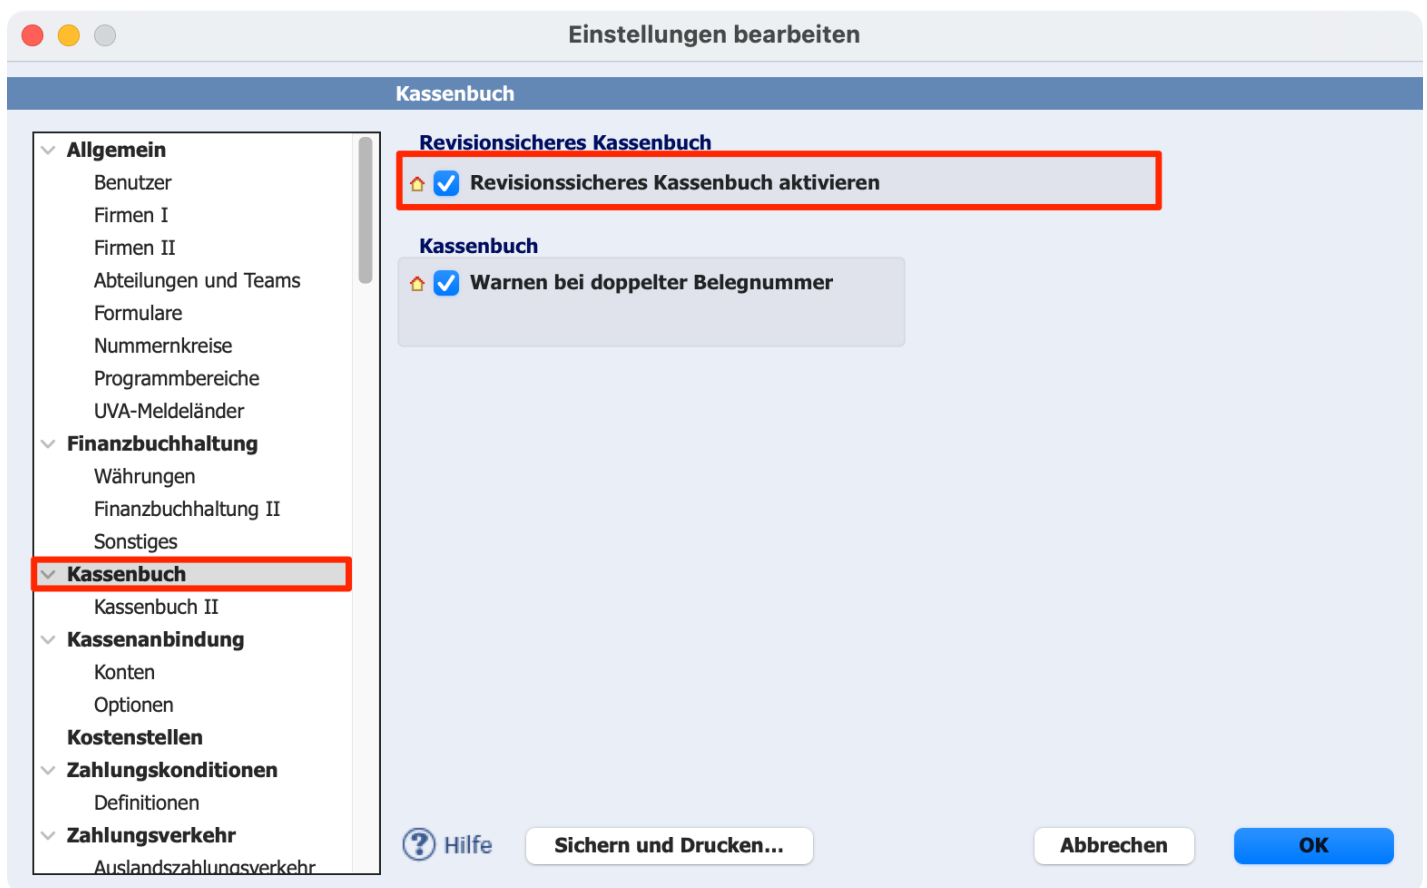 Einstellungen bearbeiten
Kassenbuch
Allgemein
Benutzer
Firmen I
Firmen II
Abteilungen und Teams
Formulare
Nummernkreise
Programmbereiche
UVA-Meldeländer
Finanzbuchhaltung
Währungen
Finanzbuchhaltung II
Sonstiges
Kassenbuch
Kassenbuch II
Kassenanbindung
Konten
Optionen
Kostenstellen
Zahlungskonditionen
Definitionen
Zahlungsverkehr
Auslandszahlungsverkehr
Revisionsicheres Kassenbuch
Revisionssicheres Kassenbuch aktivieren
Kassenbuch
Warnen bei doppelter Belegnummer
? Hilfe
Sichern und Drucken...
Abbrechen
OK